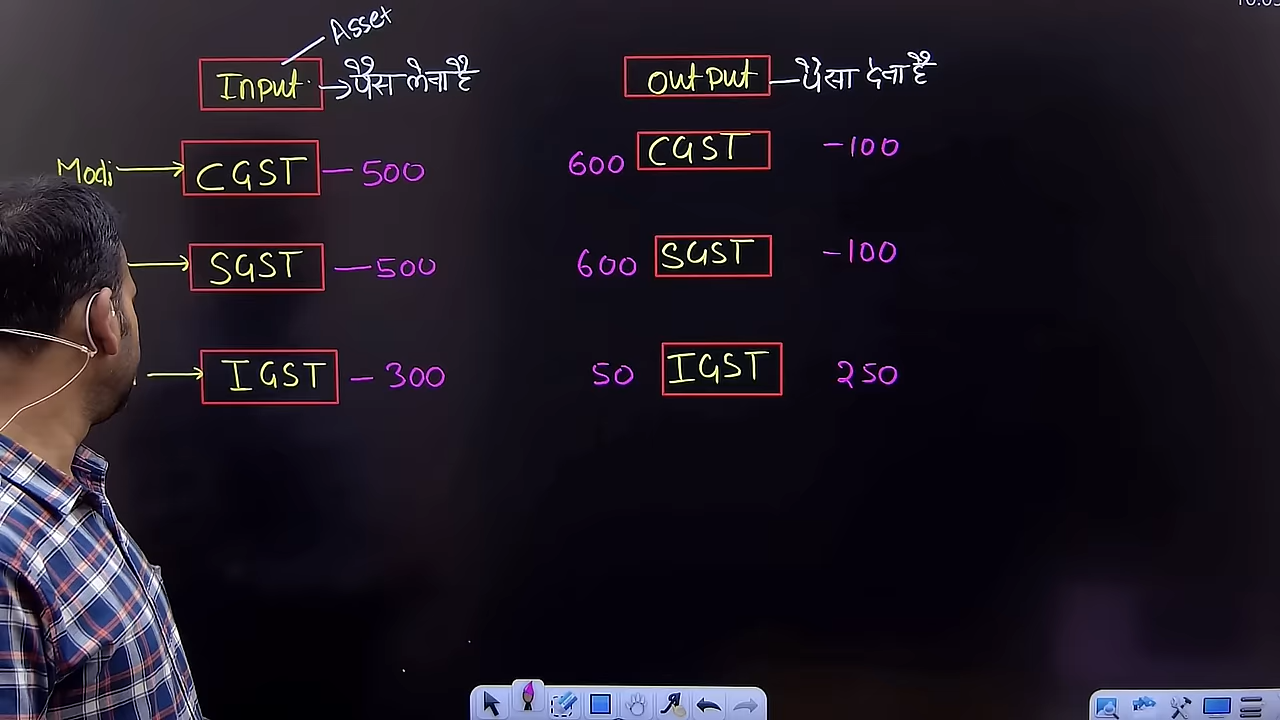 Asset
Input → पैसा लेना है
Output — पैसा देना है
Modi → CGST — 500
600 CGST -100
→ SGST — 500
600 SGST -100
→ IGST — 300
50 IGST 250